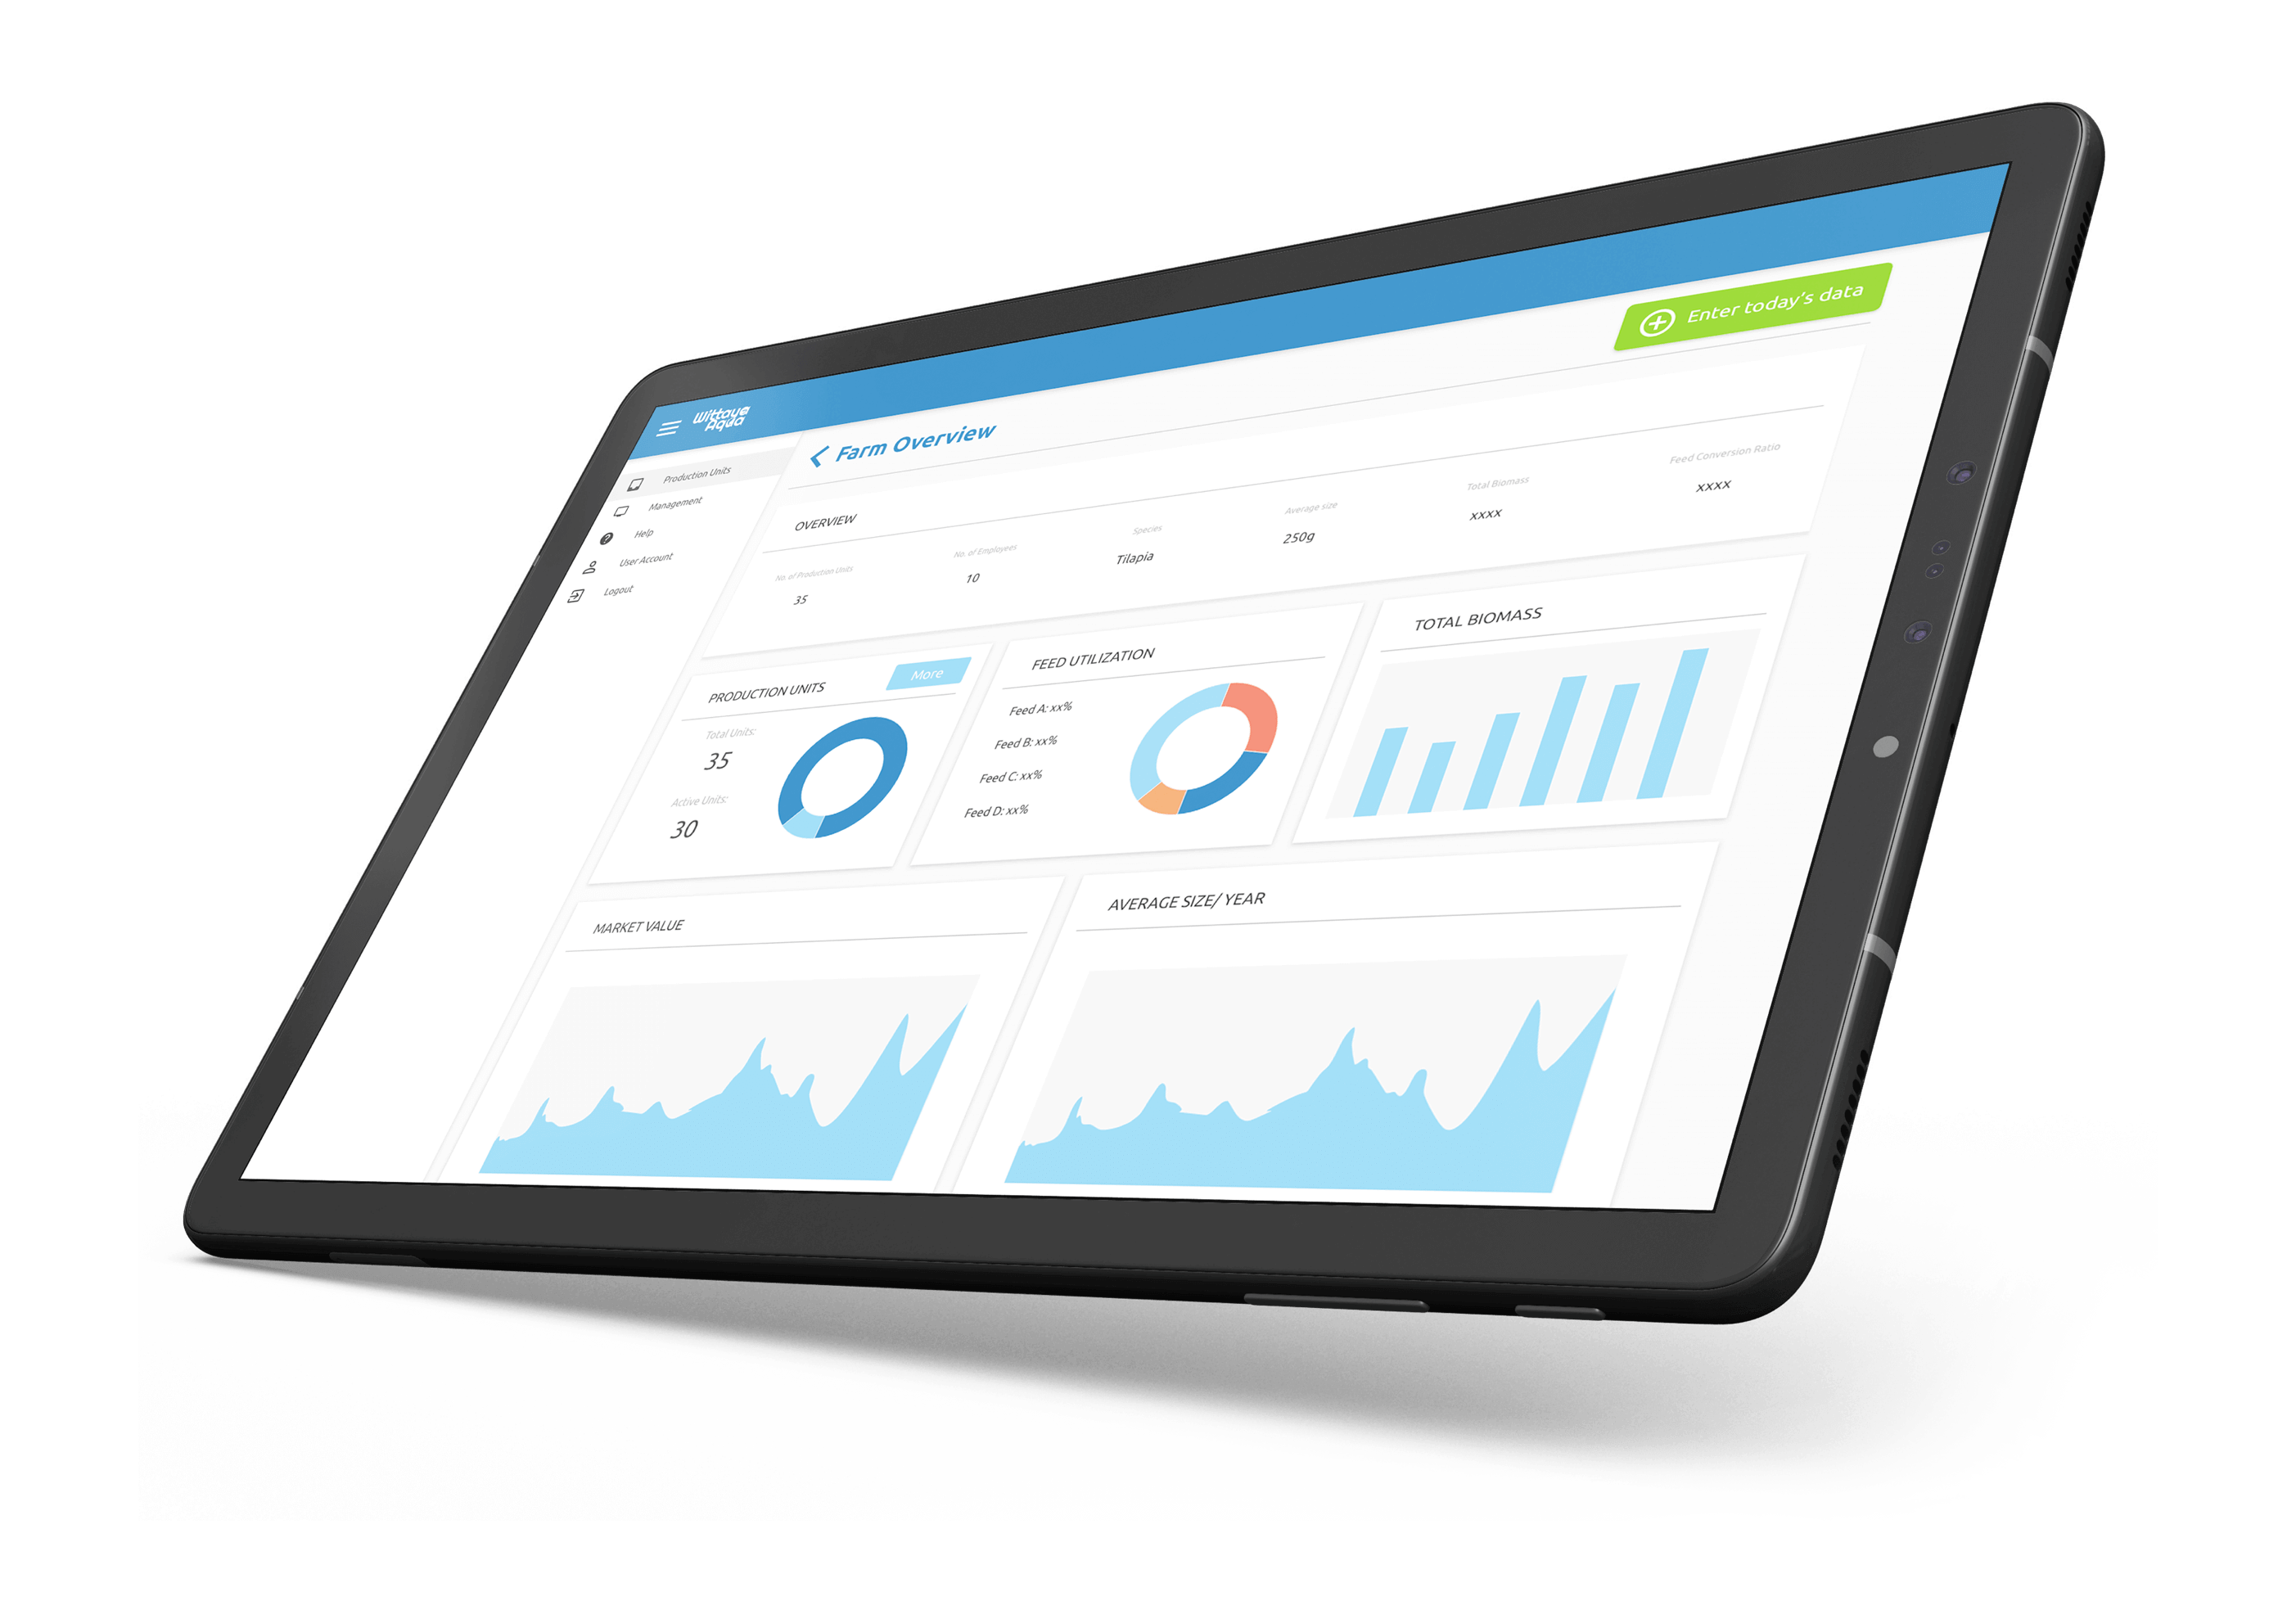 Wittaya
Aqua
Production Units
Management
Help
User Account
Logout
Farm Overview
Enter today's data
OVERVIEW
No. of Production Units
35
No. of Employees
10
Species
Tilapia
Average size
250g
Total Biomass
xxxx
Feed Conversion Ratio
xxxx
PRODUCTION UNITS
More
Total Units:
35
Active Units:
30
FEED UTILIZATION
Feed A: xx%
Feed B: xx%
Feed C: xx%
Feed D: xx%
TOTAL BIOMASS
MARKET VALUE
AVERAGE SIZE/ YEAR